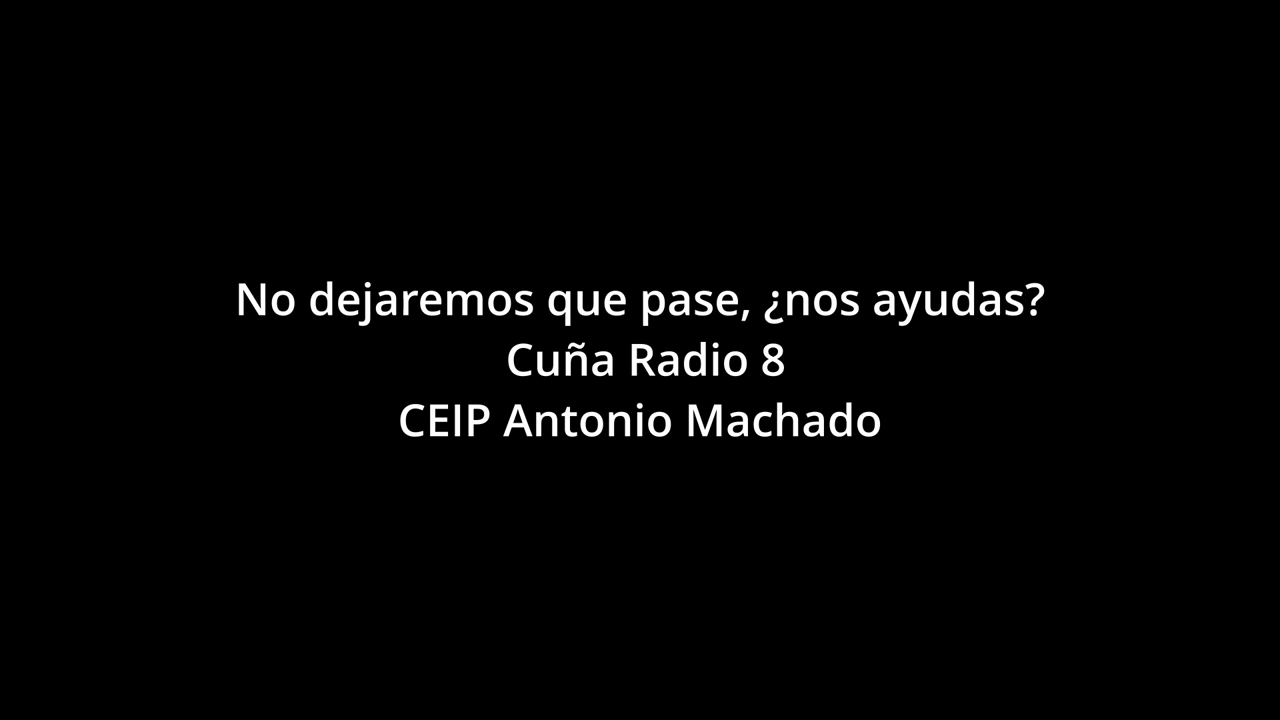 No dejaremos que pase, ¿nos ayudas?
Cuña Radio 8
CEIP Antonio Machado